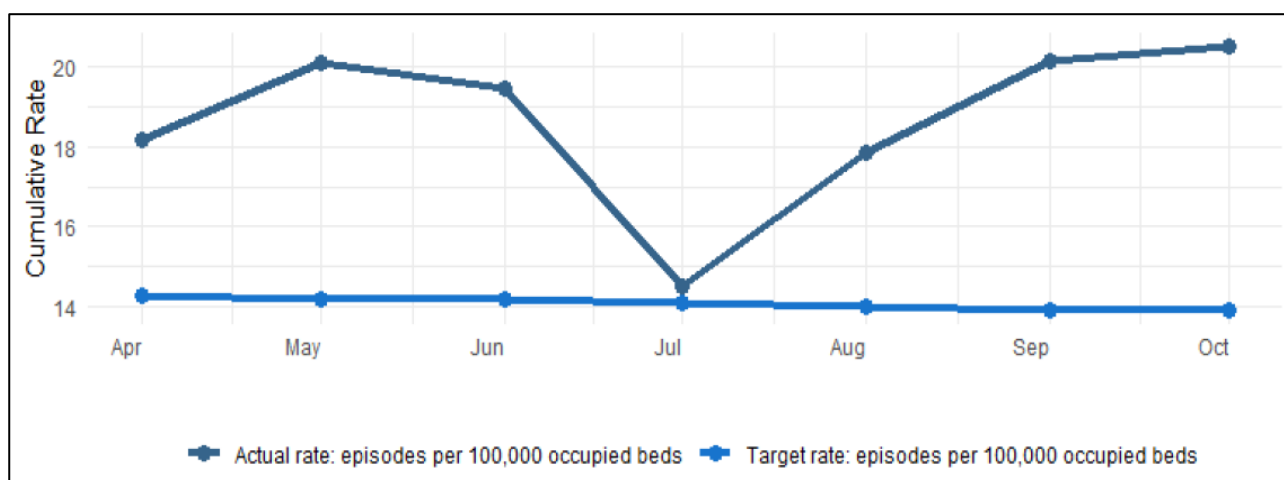 Cumulative Rate
20
18
16
14
Apr May Jun Jul Aug Sep Oct
Actual rate: episodes per 100,000 occupied beds Target rate: episodes per 100,000 occupied beds